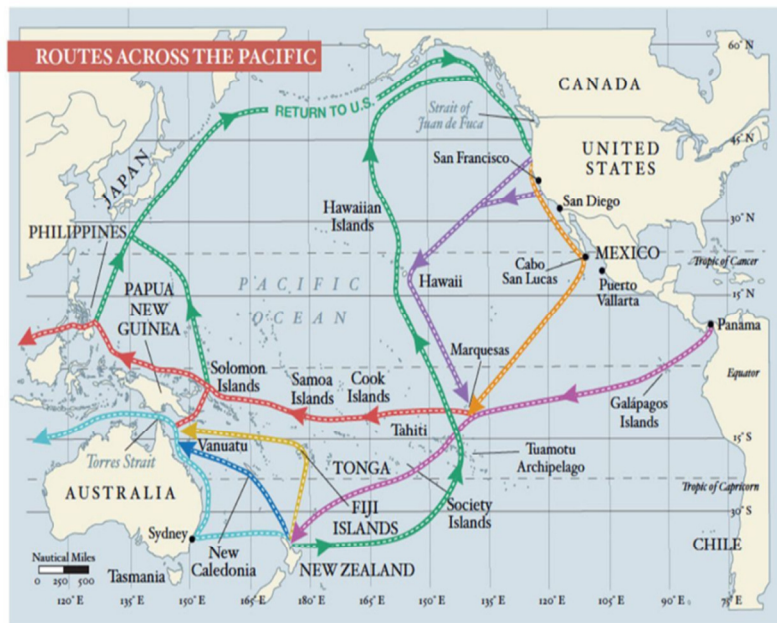 ROUTES ACROSS THE PACIFIC
60° N
CANADA
RETURN TO U.S.
Strait of
Juan de Fuca
45° N
UNITED
STATES
San Francisco
San Diego
JAPAN
Hawaiian
Islands
30° N
PHILIPPINES
MEXICO
Tropic of Cancer
Cabo
San Lucas
Puerto
Vallarta
Hawaii
PACIFIC
OCEAN
PAPUA
NEW
GUINEA
15° N
Panama
Marquesas
Equator
Solomon
Islands
Samoa
Islands
Cook
Islands
Galápagos
Islands
Tahiti
15° S
Vanuatu
Torres Strait
TONGA
Tuamotu
Archipelago
AUSTRALIA
Tropic of Capricorn
FIJI
ISLANDS
Society
Islands
30° S
Sydney
New
Caledonia
CHILE
Nautical Miles
0 250 500
Tasmania
NEW ZEALAND
120° E 135° E 150° E 165° E 180° E 165° E 150° E 135° E 120° E 105° E 90° E 75° E